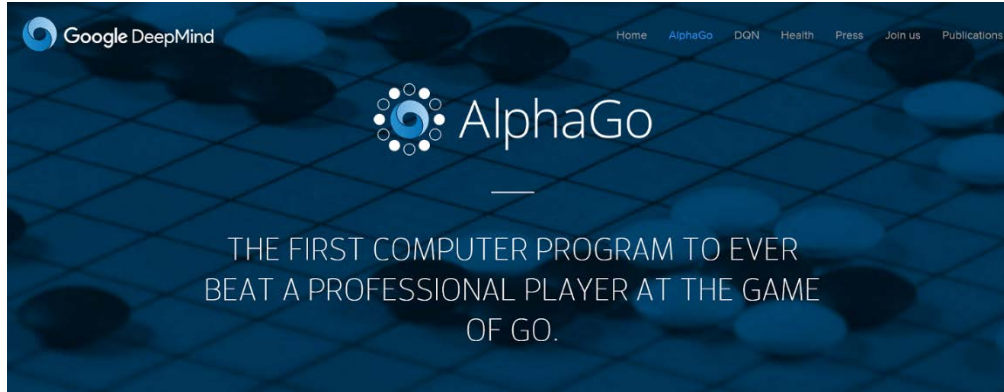 Google DeepMind
Home AlphaGo DQN Health Press Join us Publications
AlphaGo
THE FIRST COMPUTER PROGRAM TO EVER
BEAT A PROFESSIONAL PLAYER AT THE GAME
OF GO.